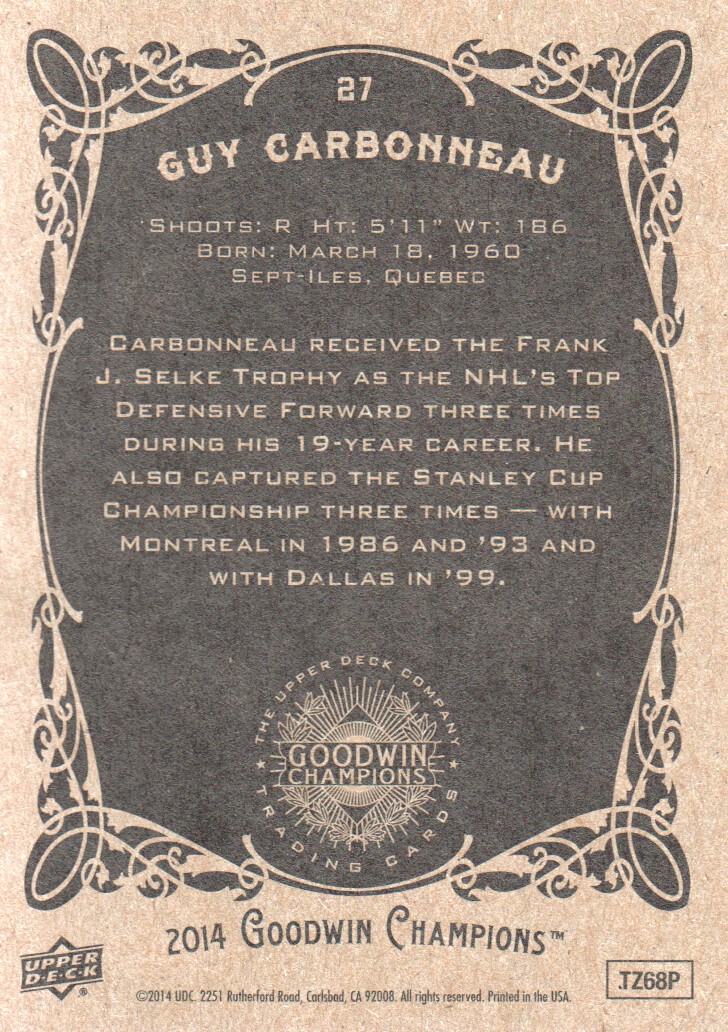 27
GUY CARBONNEAU
SHOOTS: R HT: 5'11" WT: 186
BORN: MARCH 18, 1960
SEPT-ILES, QUEBEC
CARBONNEAU RECEIVED THE FRANK
J. SELKE TROPHY AS THE NHL'S TOP
DEFENSIVE FORWARD THREE TIMES
DURING HIS 19-YEAR CAREER. HE
ALSO CAPTURED THE STANLEY CUP
CHAMPIONSHIP THREE TIMES — WITH
MONTREAL IN 1986 AND '93 AND
WITH DALLAS IN '99.
THE UPPER DECK COMPANY
GOODWIN
CHAMPIONS
★ TRADING CARDS ★
2014 GOODWIN CHAMPIONS™
UPPER
D·E·C·K
®
©2014 UDC. 2251 Rutherford Road, Carlsbad, CA 92008. All rights reserved. Printed in the USA.
.TZ68P